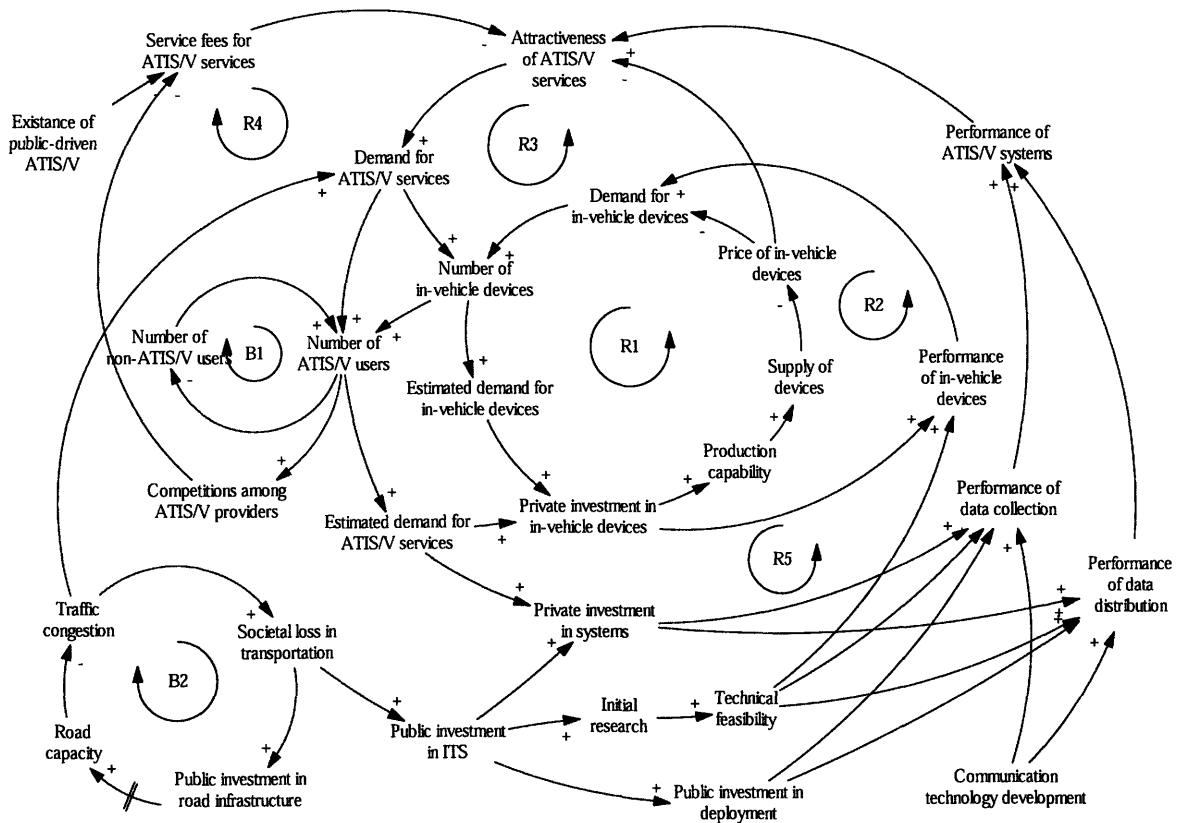 Service fees for
ATIS/V services
-
-
-
Attractiveness
of ATIS/V
services
+
-
Existance of
public-driven
ATIS/V
R4
R3
Performance of
ATIS/V systems
+
+
Demand for
ATIS/V services
+
+
Demand for
in-vehicle devices
+
-
Number of
in-vehicle devices
+
+
Price of in-vehicle
devices
-
R2
Number of
non-ATIS/V users
-
B1
Number of
ATIS/V users
+
+
+
R1
Estimated demand for
in-vehicle devices
+
Supply of
devices
+
Performance
of in-vehicle
devices
+
+
Production
capability
+
Competitions among
ATIS/V providers
+
Estimated demand for
ATIS/V services
+
Private investment in
in-vehicle devices
+
+
Performance of
data collection
+
+
R5
Performance
of data
distribution
+
+
+
+
Traffic
congestion
-
Societal loss in
transportation
+
B2
Private investment
in systems
+
+
Road
capacity
+
Public investment in
road infrastructure
+
Public investment
in ITS
+
Initial
research
+
Technical
feasibility
+
Public investment in
deployment
+
Communication
technology development